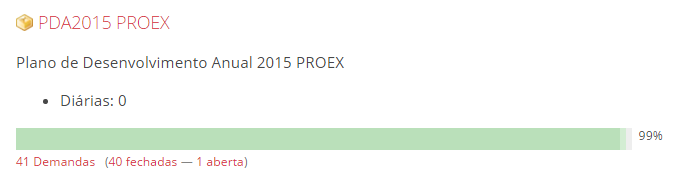 PDA2015 PROEX
Plano de Desenvolvimento Anual 2015 PROEX
• Diárias: 0
99%
41 Demandas (40 fechadas — 1 aberta)